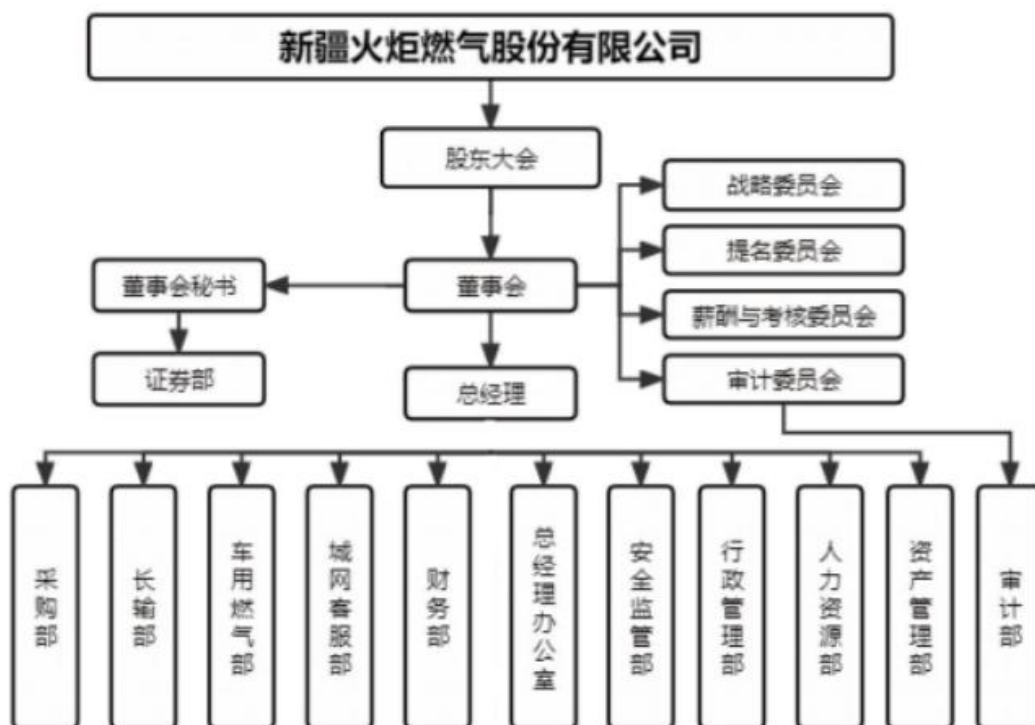 新疆火炬燃气股份有限公司
股东大会
战略委员会
提名委员会
董事会秘书
董事会
薪酬与考核委员会
证券部
总经理
审计委员会
采购部
长输部
车用燃气部
城网客服部
财务部
总经理办公室
安全监管部
行政管理部
人力资源部
资产管理部
审计部